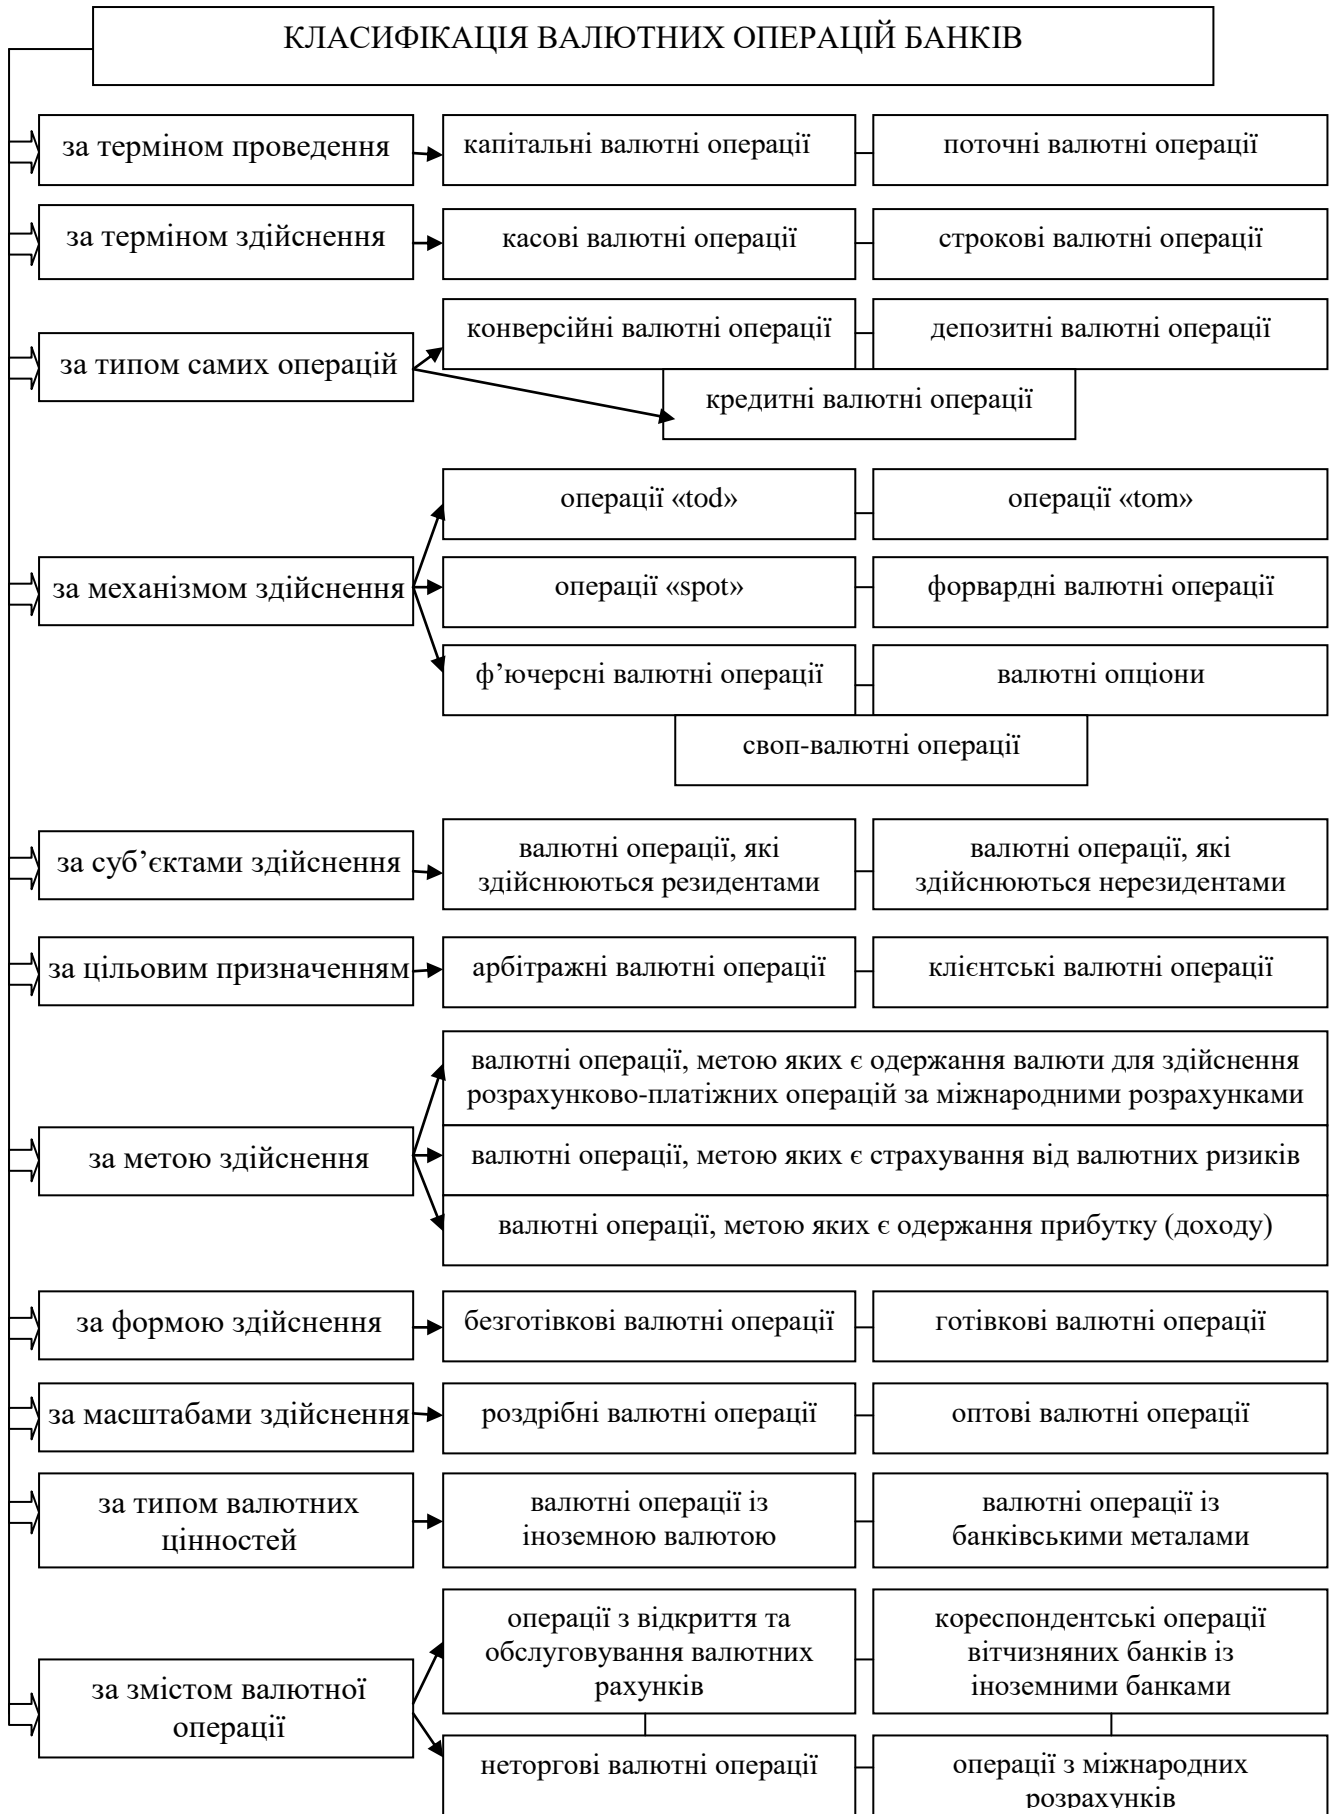 КЛАСИФІКАЦІЯ ВАЛЮТНИХ ОПЕРАЦІЙ БАНКІВ
за терміном проведення
капітальні валютні операції
поточні валютні операції
за терміном здійснення
касові валютні операції
строкові валютні операції
за типом самих операцій
конверсійні валютні операції
депозитні валютні операції
кредитні валютні операції
за механізмом здійснення
операції «tod»
операції «tom»
операції «spot»
форвардні валютні операції
ф’ючерсні валютні операції
валютні опціони
своп-валютні операції
за суб’єктами здійснення
валютні операції, які
здійснюються резидентами
валютні операції, які
здійснюються нерезидентами
за цільовим призначенням
арбітражні валютні операції
клієнтські валютні операції
за метою здійснення
валютні операції, метою яких є одержання валюти для здійснення
розрахунково-платіжних операцій за міжнародними розрахунками
валютні операції, метою яких є страхування від валютних ризиків
валютні операції, метою яких є одержання прибутку (доходу)
за формою здійснення
безготівкові валютні операції
готівкові валютні операції
за масштабами здійснення
роздрібні валютні операції
оптові валютні операції
за типом валютних
цінностей
валютні операції із
іноземною валютою
валютні операції із
банківськими металами
за змістом валютної
операції
операції з відкриття та
обслуговування валютних
рахунків
кореспондентські операції
вітчизняних банків із
іноземними банками
неторгові валютні операції
операції з міжнародних
розрахунків